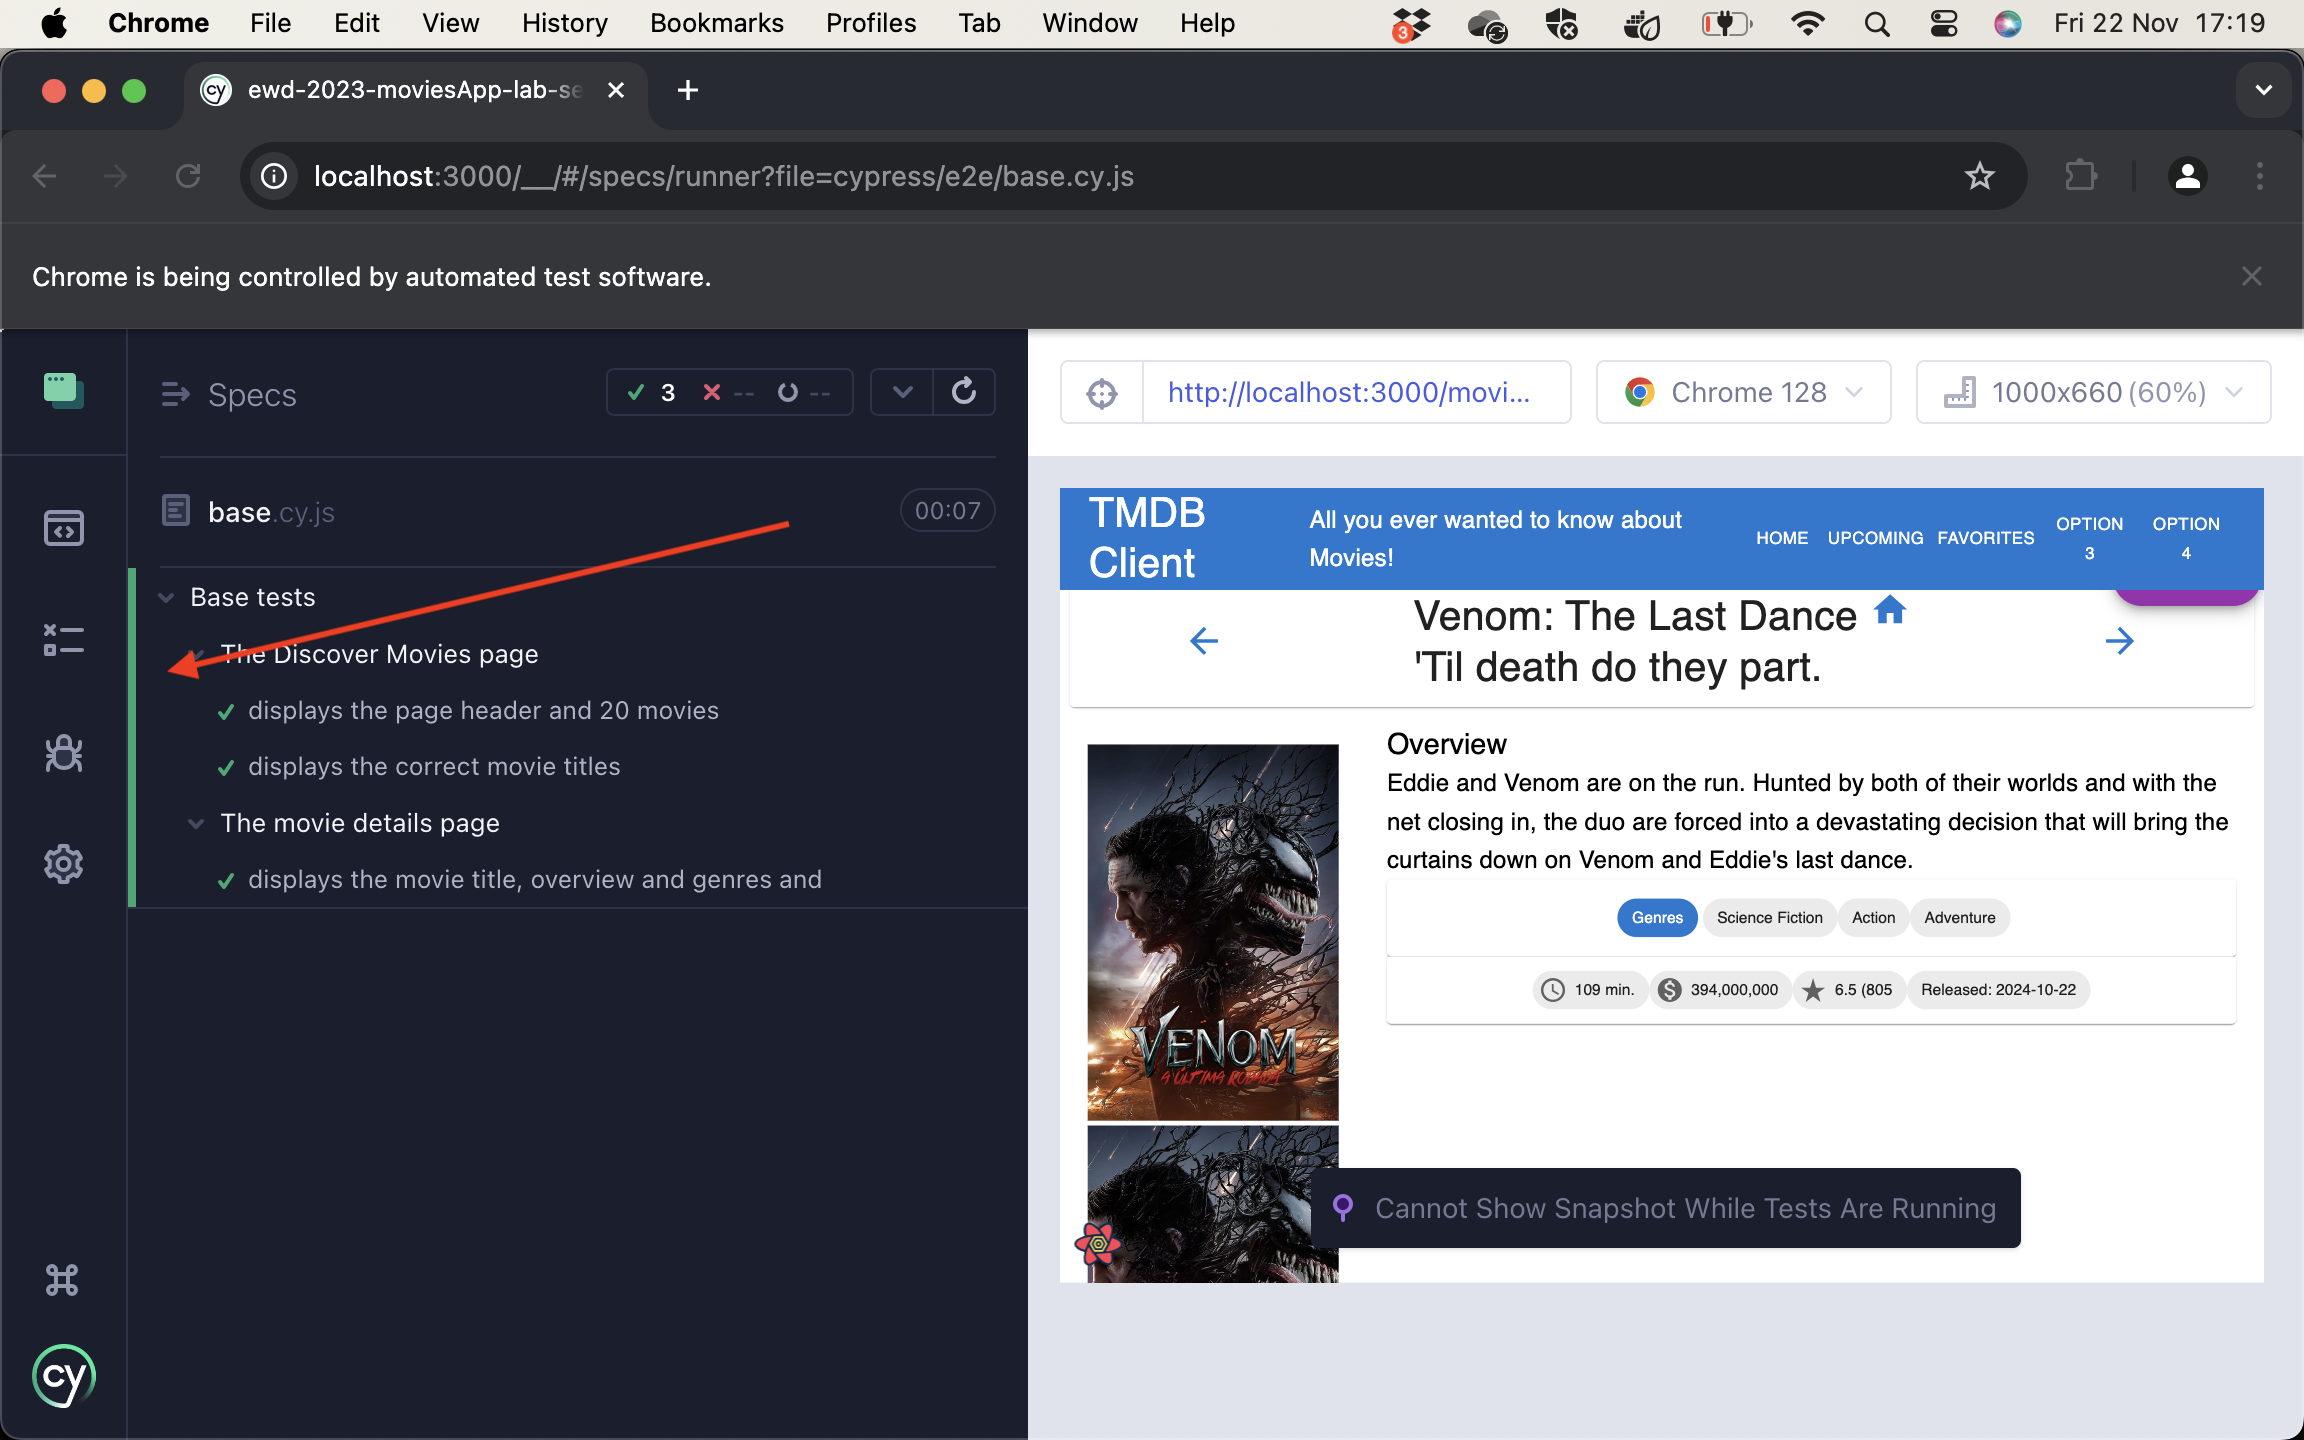 Chrome File Edit View History Bookmarks Profiles Tab Window Help 3 Fri 22 Nov 17:19
cy ewd-2023-moviesApp-lab-se
localhost:3000/__/#/specs/runner?file=cypress/e2e/base.cy.js
Chrome is being controlled by automated test software.
Specs 3 -- --
base.cy.js 00:07
Base tests
The Discover Movies page
displays the page header and 20 movies
displays the correct movie titles
The movie details page
displays the movie title, overview and genres and
cy
http://localhost:3000/movi... Chrome 128 1000x660 (60%)
TMDB
Client
All you ever wanted to know about
Movies!
HOME UPCOMING FAVORITES OPTION 3 OPTION 4
Venom: The Last Dance
'Til death do they part.
Overview
Eddie and Venom are on the run. Hunted by both of their worlds and with the
net closing in, the duo are forced into a devastating decision that will bring the
curtains down on Venom and Eddie's last dance.
Genres Science Fiction Action Adventure
109 min. 394,000,000 6.5 (805 Released: 2024-10-22
VENOM
A ÚLTIMA RODADA
Cannot Show Snapshot While Tests Are Running